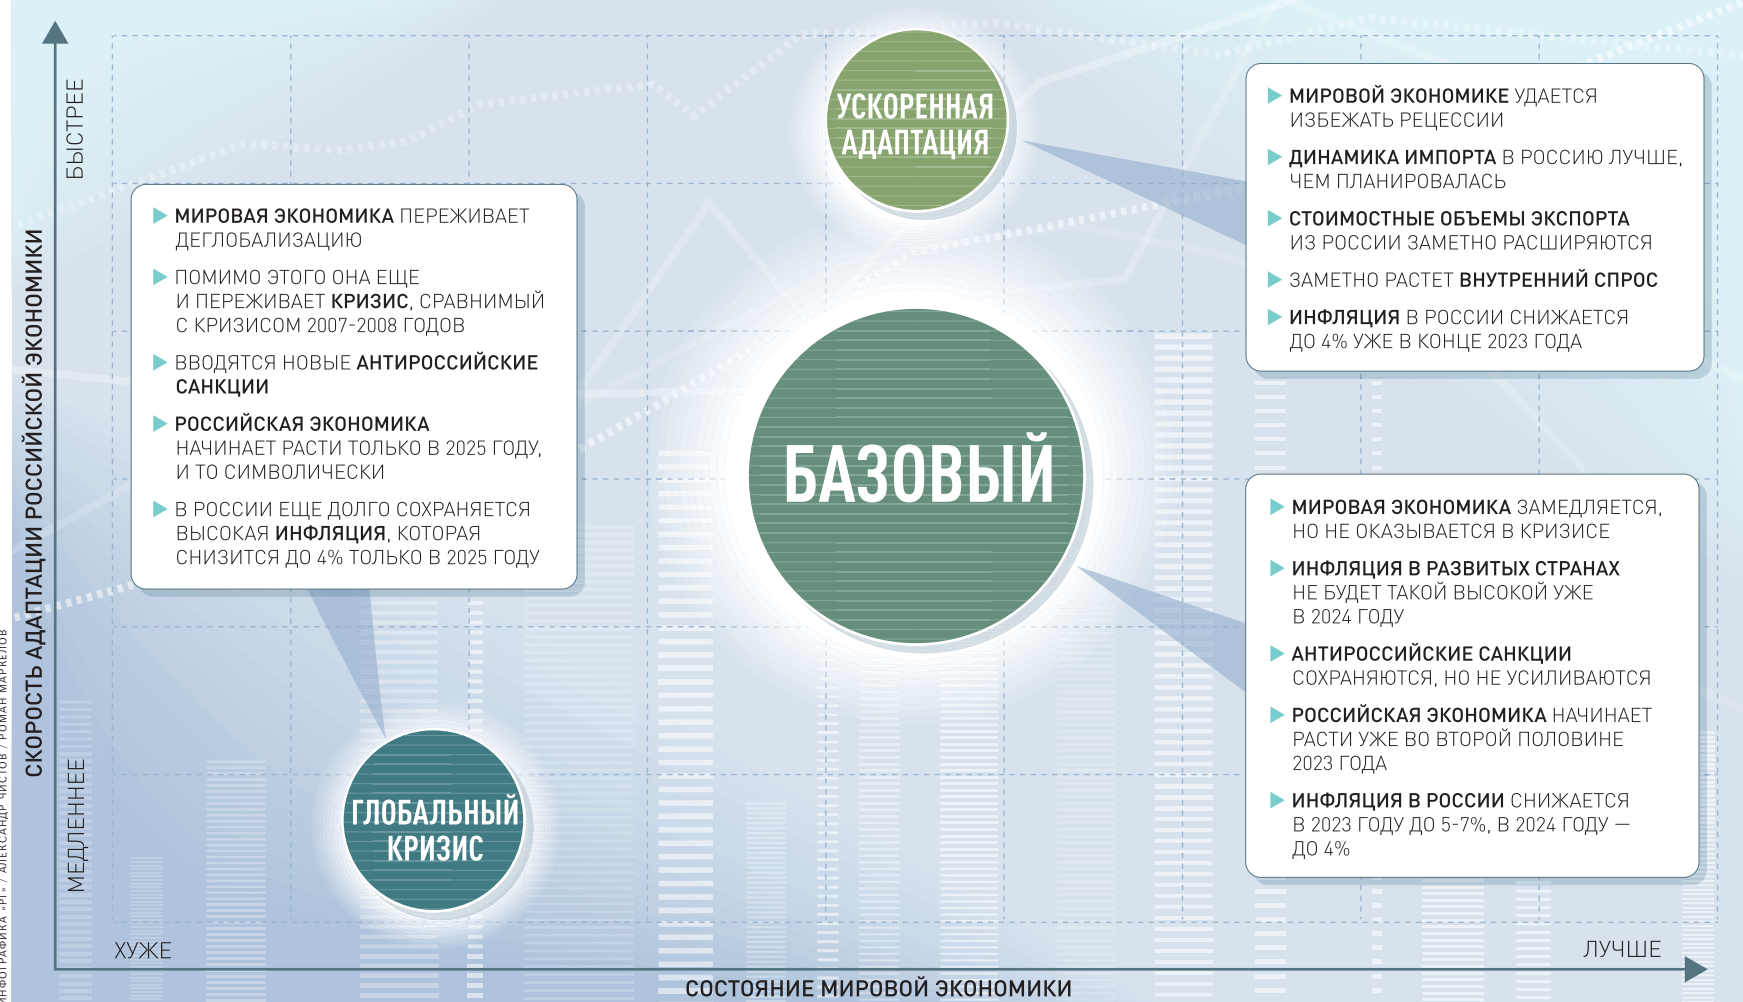 БЫСТРЕЕ
СКОРОСТЬ АДАПТАЦИИ РОССИЙСКОЙ ЭКОНОМИКИ
МЕДЛЕННЕЕ
УСКОРЕННАЯ
АДАПТАЦИЯ
МИРОВОЙ ЭКОНОМИКЕ УДАЕТСЯ
ИЗБЕЖАТЬ РЕЦЕССИИ
ДИНАМИКА ИМПОРТА В РОССИЮ ЛУЧШЕ,
ЧЕМ ПЛАНИРОВАЛАСЬ
СТОИМОСТНЫЕ ОБЪЕМЫ ЭКСПОРТА
ИЗ РОССИИ ЗАМЕТНО РАСШИРЯЮТСЯ
ЗАМЕТНО РАСТЕТ ВНУТРЕННИЙ СПРОС
ИНФЛЯЦИЯ В РОССИИ СНИЖАЕТСЯ
ДО 4% УЖЕ В КОНЦЕ 2023 ГОДА
МИРОВАЯ ЭКОНОМИКА ПЕРЕЖИВАЕТ
ДЕГЛОБАЛИЗАЦИЮ
ПОМИМО ЭТОГО ОНА ЕЩЕ
И ПЕРЕЖИВАЕТ КРИЗИС, СРАВНИМЫЙ
С КРИЗИСОМ 2007-2008 ГОДОВ
ВВОДЯТСЯ НОВЫЕ АНТИРОССИЙСКИЕ
САНКЦИИ
РОССИЙСКАЯ ЭКОНОМИКА
НАЧИНАЕТ РАСТИ ТОЛЬКО В 2025 ГОДУ,
И ТО СИМВОЛИЧЕСКИ
В РОССИИ ЕЩЕ ДОЛГО СОХРАНЯЕТСЯ
ВЫСОКАЯ ИНФЛЯЦИЯ, КОТОРАЯ
СНИЗИТСЯ ДО 4% ТОЛЬКО В 2025 ГОДУ
БАЗОВЫЙ
МИРОВАЯ ЭКОНОМИКА ЗАМЕДЛЯЕТСЯ,
НО НЕ ОКАЗЫВАЕТСЯ В КРИЗИСЕ
ИНФЛЯЦИЯ В РАЗВИТЫХ СТРАНАХ
НЕ БУДЕТ ТАКОЙ ВЫСОКОЙ УЖЕ
В 2024 ГОДУ
АНТИРОССИЙСКИЕ САНКЦИИ
СОХРАНЯЮТСЯ, НО НЕ УСИЛИВАЮТСЯ
РОССИЙСКАЯ ЭКОНОМИКА НАЧИНАЕТ
РАСТИ УЖЕ ВО ВТОРОЙ ПОЛОВИНЕ
2023 ГОДА
ИНФЛЯЦИЯ В РОССИИ СНИЖАЕТСЯ
В 2023 ГОДУ ДО 5-7%, В 2024 ГОДУ —
ДО 4%
ГЛОБАЛЬНЫЙ
КРИЗИС
ХУЖЕ
ЛУЧШЕ
СОСТОЯНИЕ МИРОВОЙ ЭКОНОМИКИ
ИНФОГРАФИКА «РГ» / АЛЕКСАНДР ЧИСТОВ / РОМАН МАРКЕЛОВ